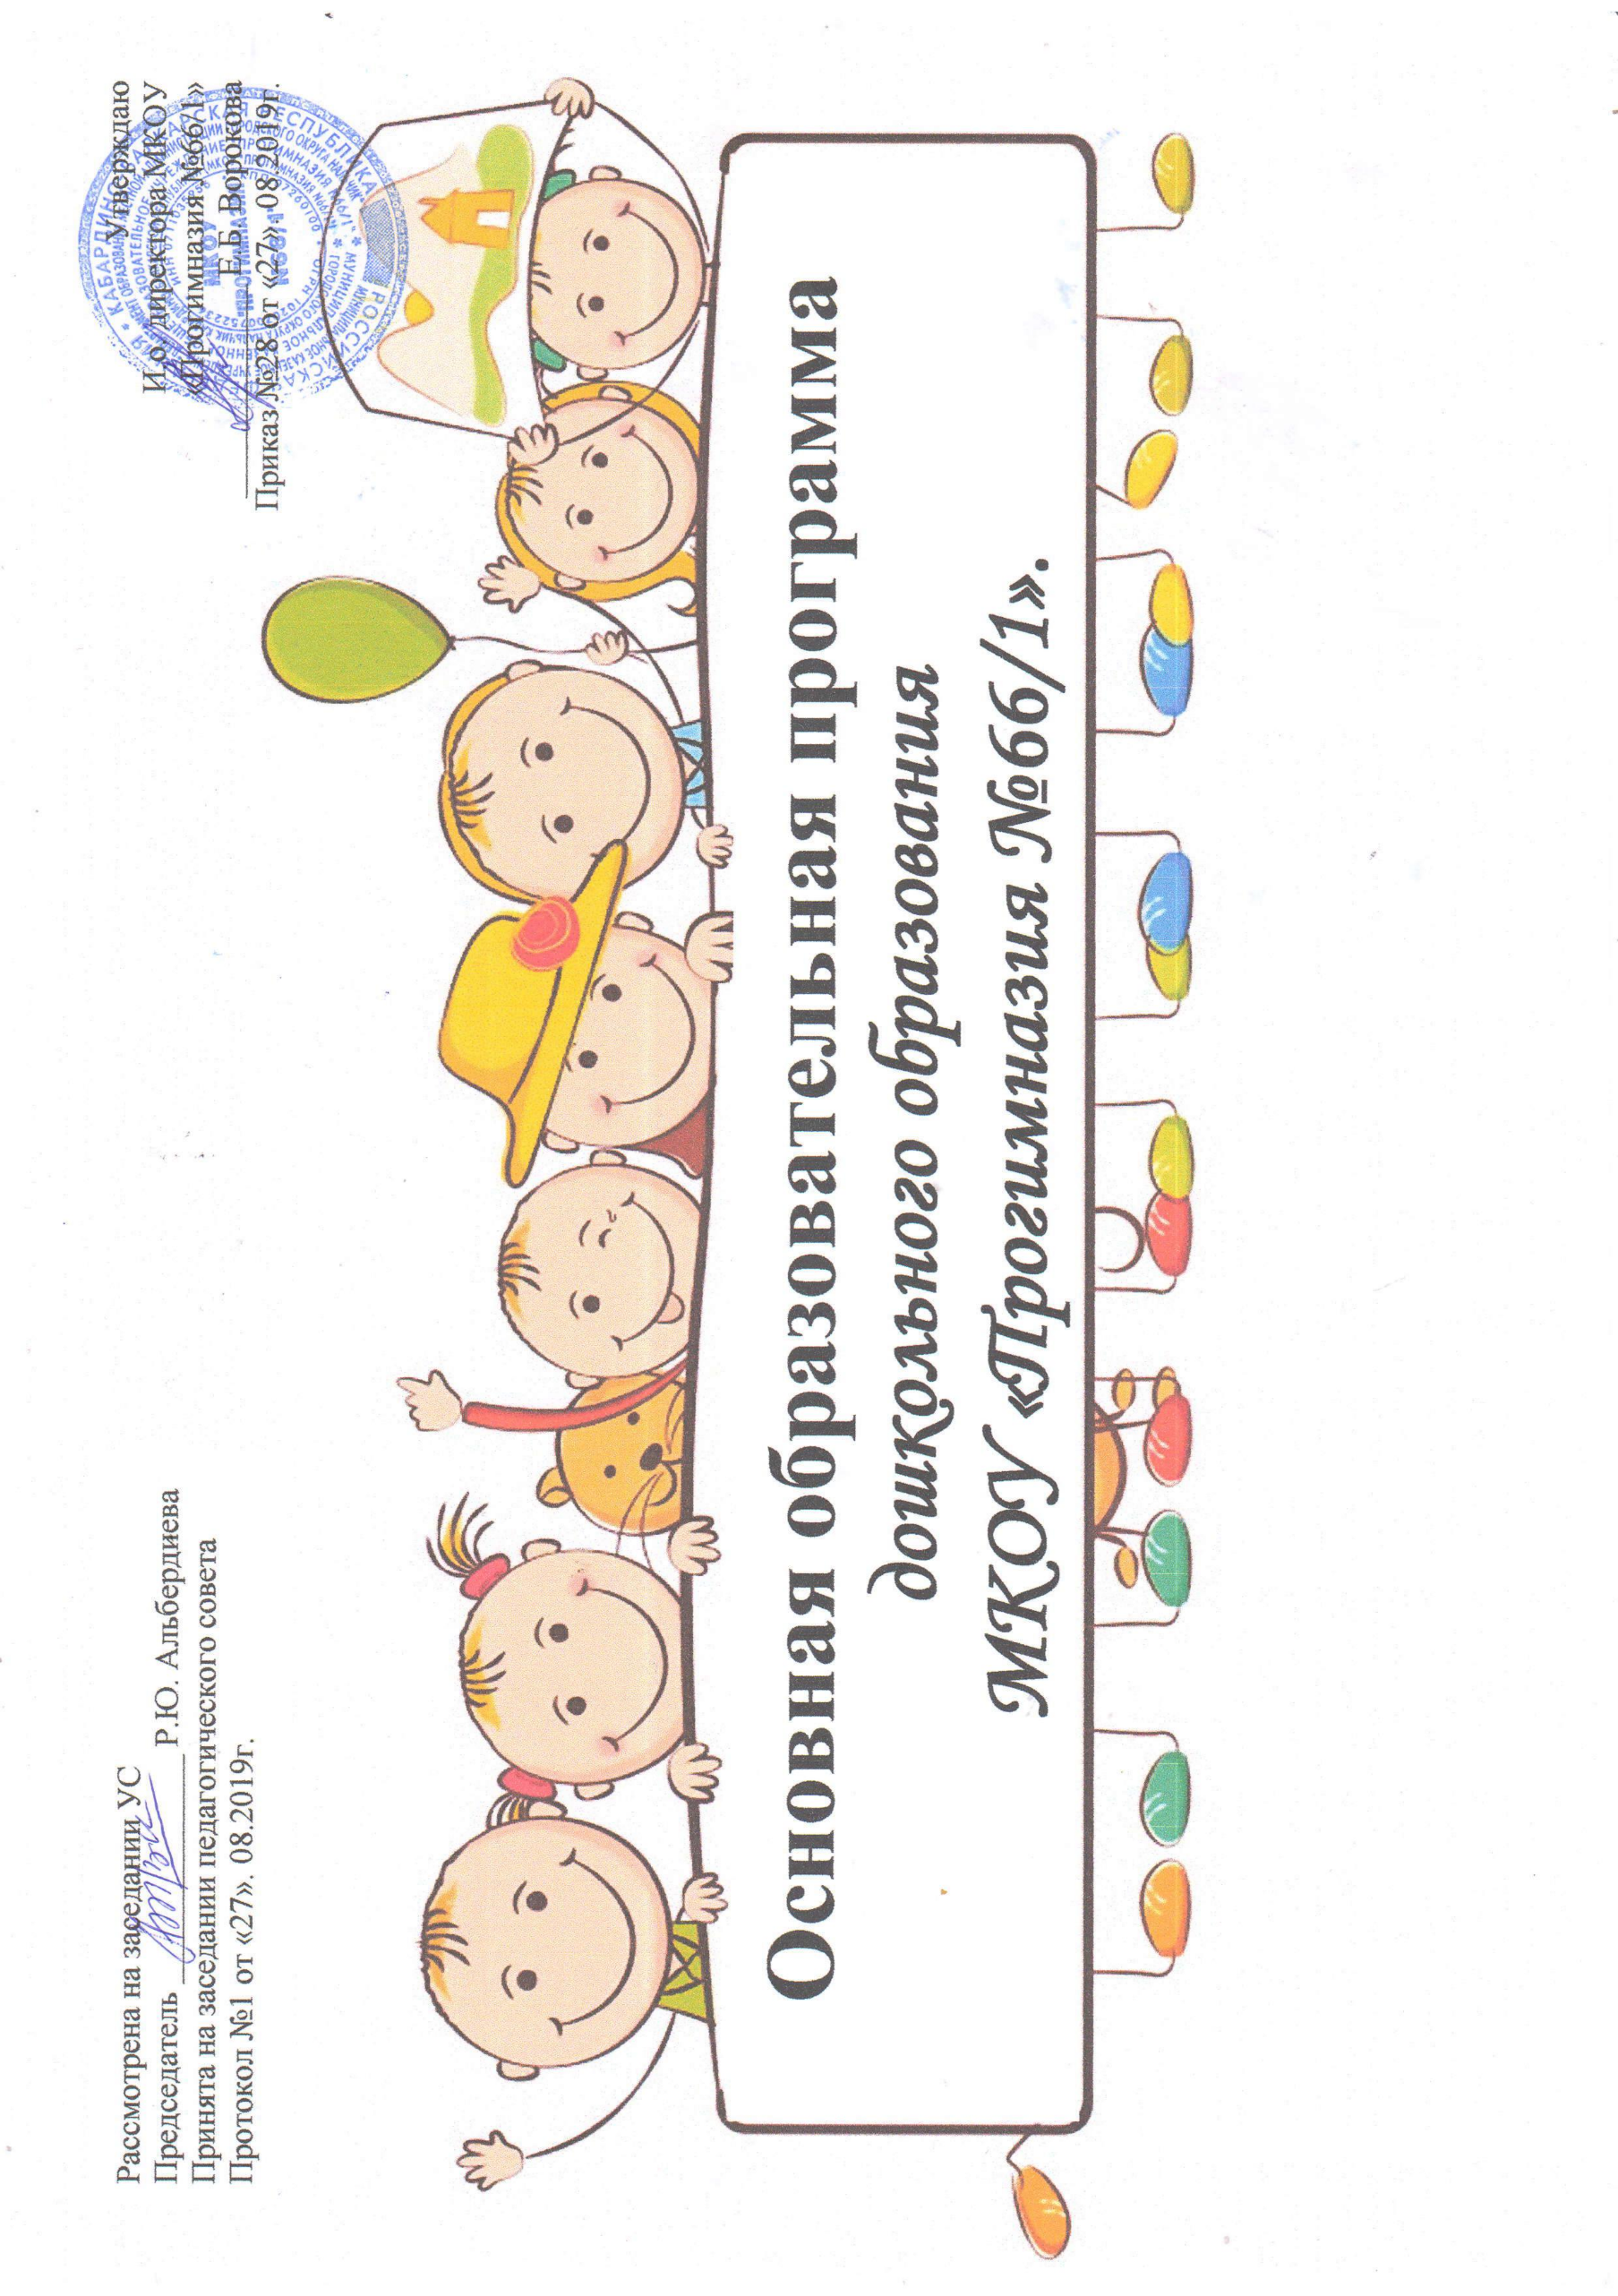 Рассмотрена на заседании УС
Председатель ____________ Р.Ю. Альбердиева
Принята на заседании педагогического совета
Протокол №1 от «27». 08.2019г.
Утверждаю
И.о. директора МКОУ
«Прогимназия №66/1»
____________ Е.Б. Ворокова
Приказ №28 от «27». 08.2019г.
Основная образовательная программа
дошкольного образования
МКОУ «Прогимназия №66/1».